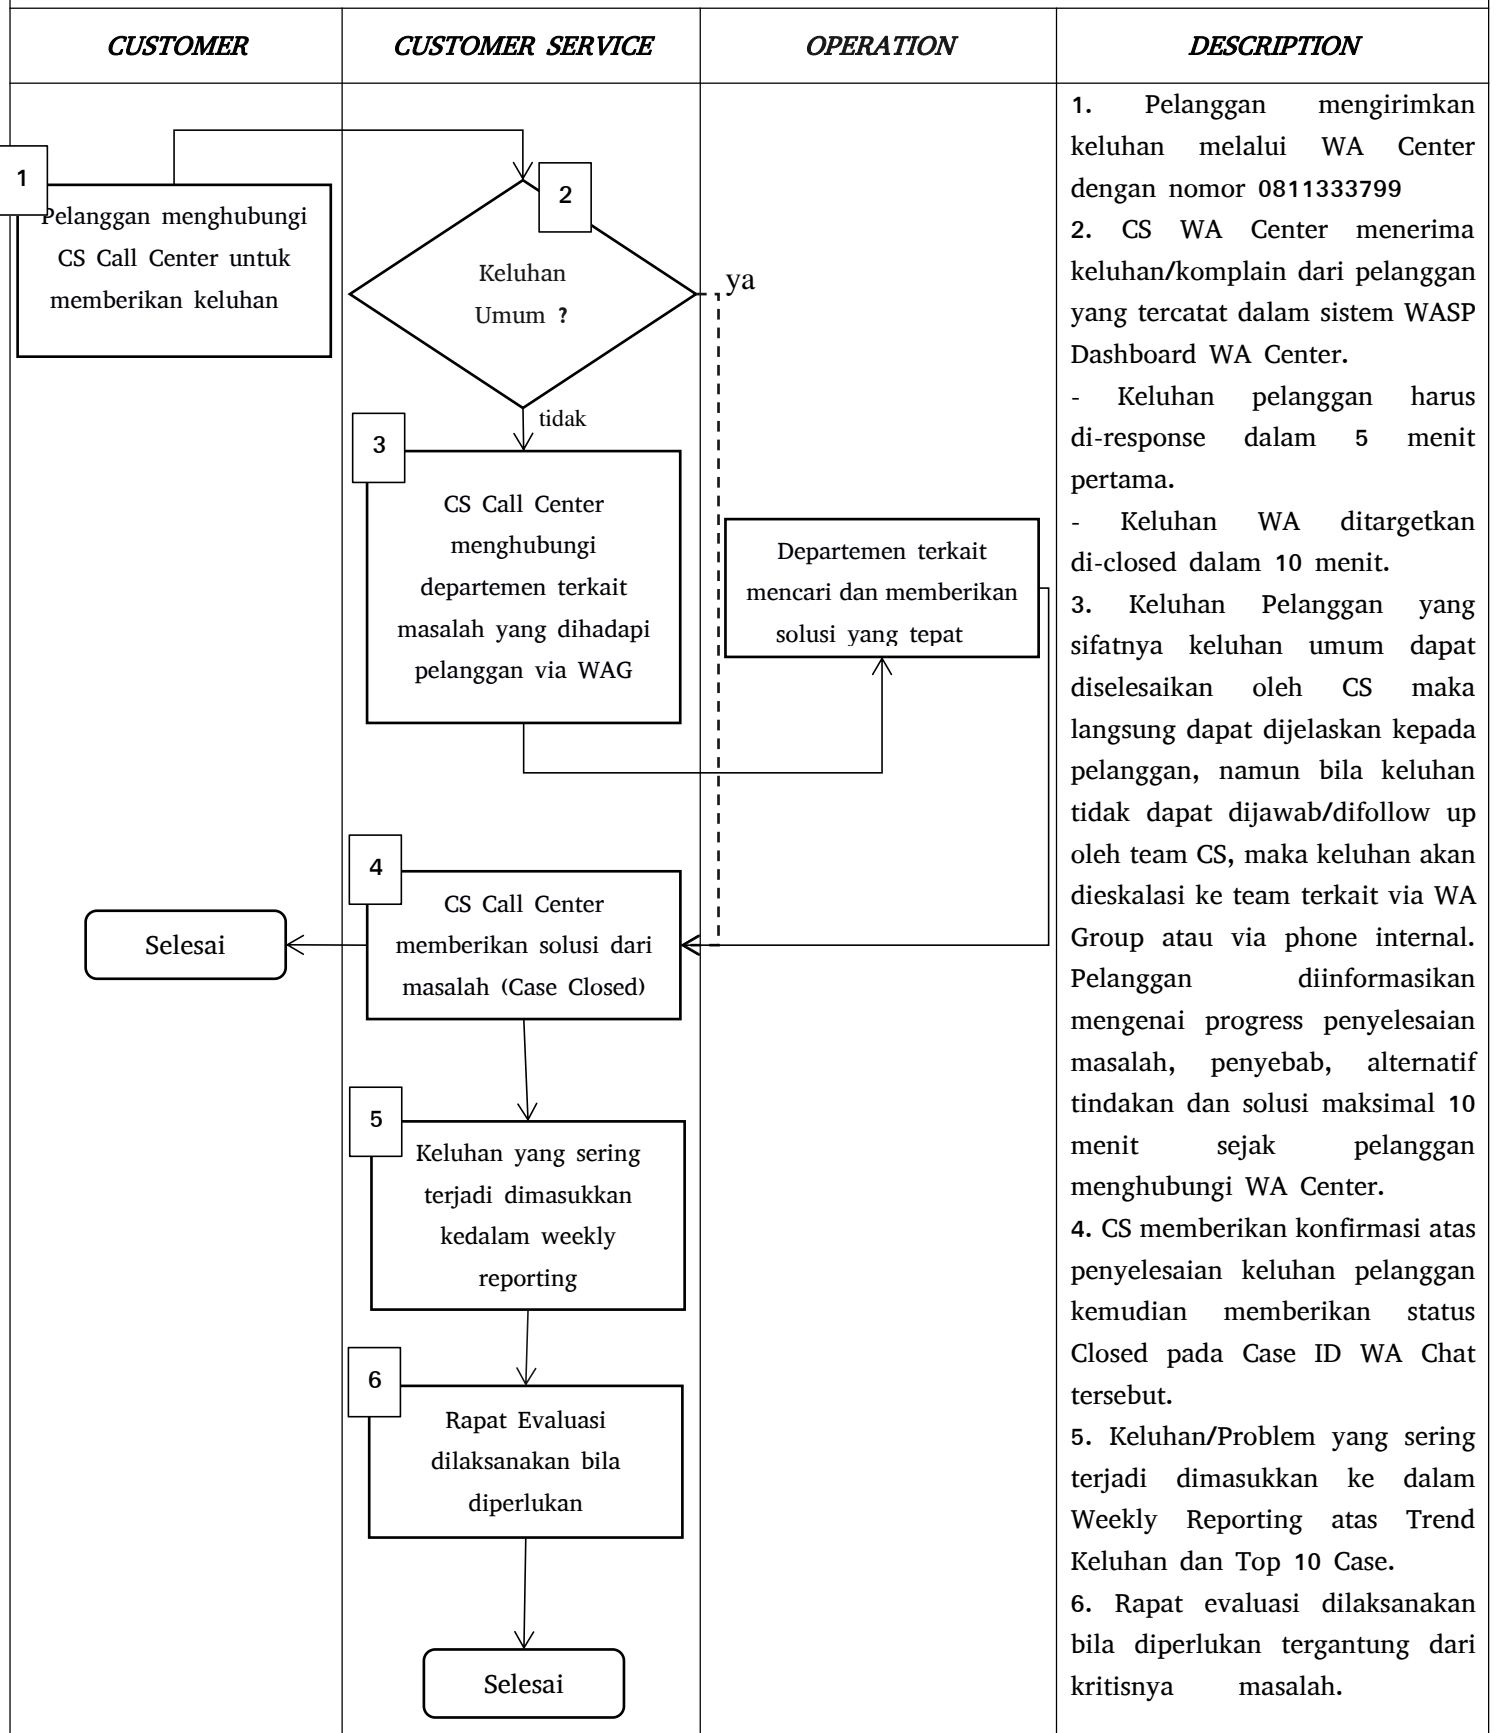 CUSTOMER
CUSTOMER SERVICE
OPERATION
DESCRIPTION
1
Pelanggan menghubungi
CS Call Center untuk
memberikan keluhan
2
Keluhan
Umum ?
ya
tidak
3
CS Call Center
menghubungi
departemen terkait
masalah yang dihadapi
pelanggan via WAG
Departemen terkait
mencari dan memberikan
solusi yang tepat
4
CS Call Center
memberikan solusi dari
masalah (Case Closed)
Selesai
5
Keluhan yang sering
terjadi dimasukkan
kedalam weekly
reporting
6
Rapat Evaluasi
dilaksanakan bila
diperlukan
Selesai
1. Pelanggan mengirimkan
keluhan melalui WA Center
dengan nomor 0811333799
2. CS WA Center menerima
keluhan/komplain dari pelanggan
yang tercatat dalam sistem WASP
Dashboard WA Center.
- Keluhan pelanggan harus
di-response dalam 5 menit
pertama.
- Keluhan WA ditargetkan
di-closed dalam 10 menit.
3. Keluhan Pelanggan yang
sifatnya keluhan umum dapat
diselesaikan oleh CS maka
langsung dapat dijelaskan kepada
pelanggan, namun bila keluhan
tidak dapat dijawab/difollow up
oleh team CS, maka keluhan akan
dieskalasi ke team terkait via WA
Group atau via phone internal.
Pelanggan diinformasikan
mengenai progress penyelesaian
masalah, penyebab, alternatif
tindakan dan solusi maksimal 10
menit sejak pelanggan
menghubungi WA Center.
4. CS memberikan konfirmasi atas
penyelesaian keluhan pelanggan
kemudian memberikan status
Closed pada Case ID WA Chat
tersebut.
5. Keluhan/Problem yang sering
terjadi dimasukkan ke dalam
Weekly Reporting atas Trend
Keluhan dan Top 10 Case.
6. Rapat evaluasi dilaksanakan
bila diperlukan tergantung dari
kritisnya masalah.